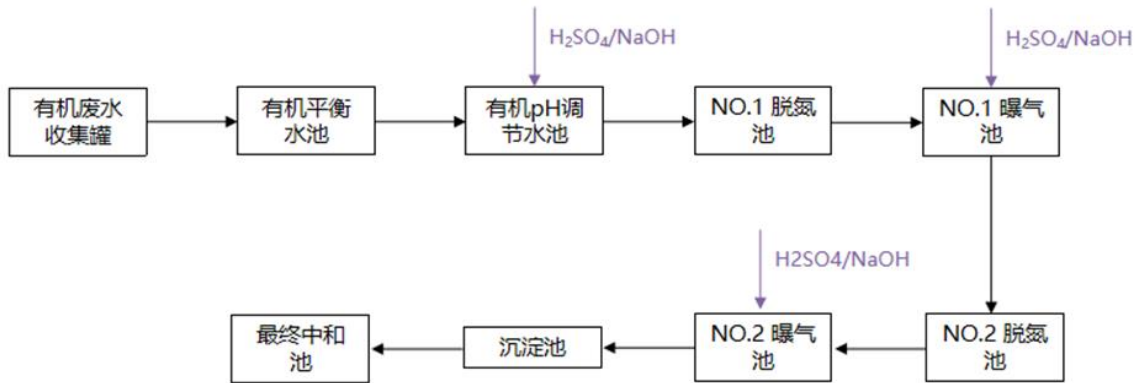 H₂SO₄/NaOH
H₂SO₄/NaOH
有机废水
收集罐
有机平衡
水池
有机pH调
节水池
NO.1 脱氮
池
NO.1 曝气
池
H2SO4/NaOH
最终中和
池
沉淀池
NO.2 曝气
池
NO.2 脱氮
池